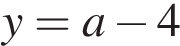 y = a − 4